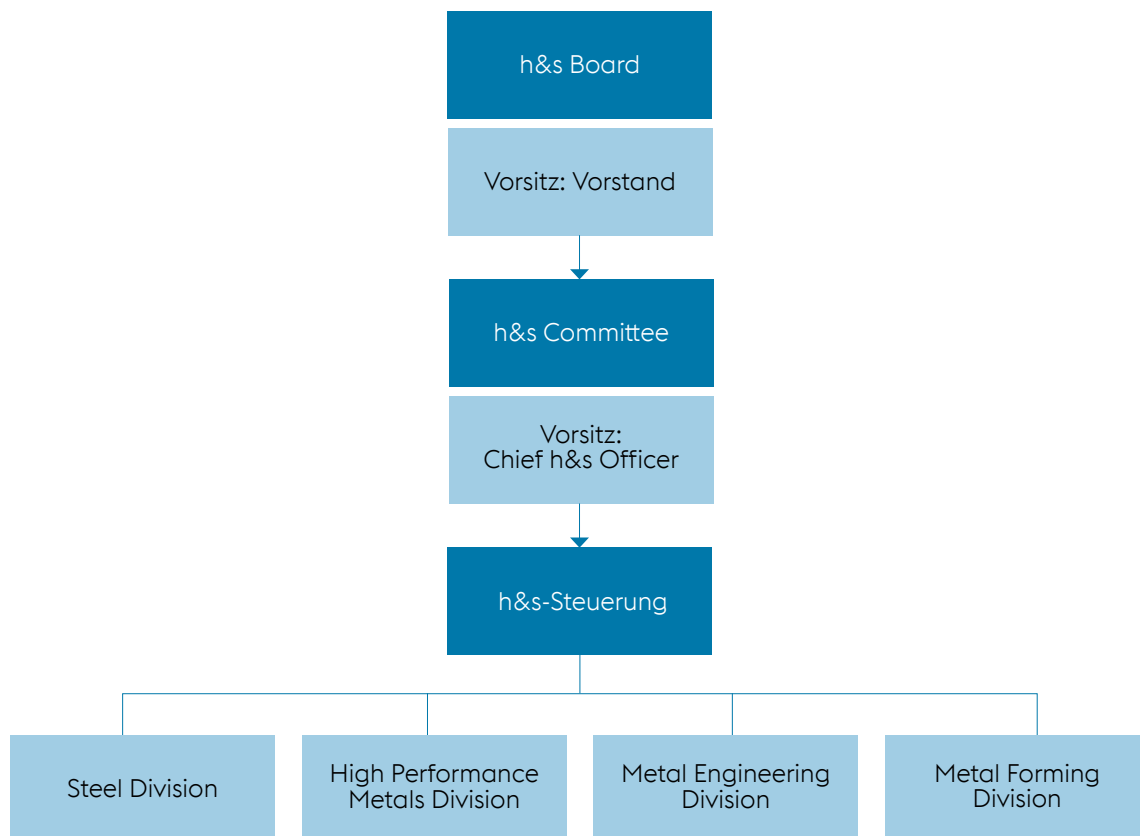 h&s Board
Vorsitz: Vorstand
h&s Committee
Vorsitz:
Chief h&s Officer
h&s-Steuerung
Steel Division
High Performance
Metals Division
Metal Engineering
Division
Metal Forming
Division